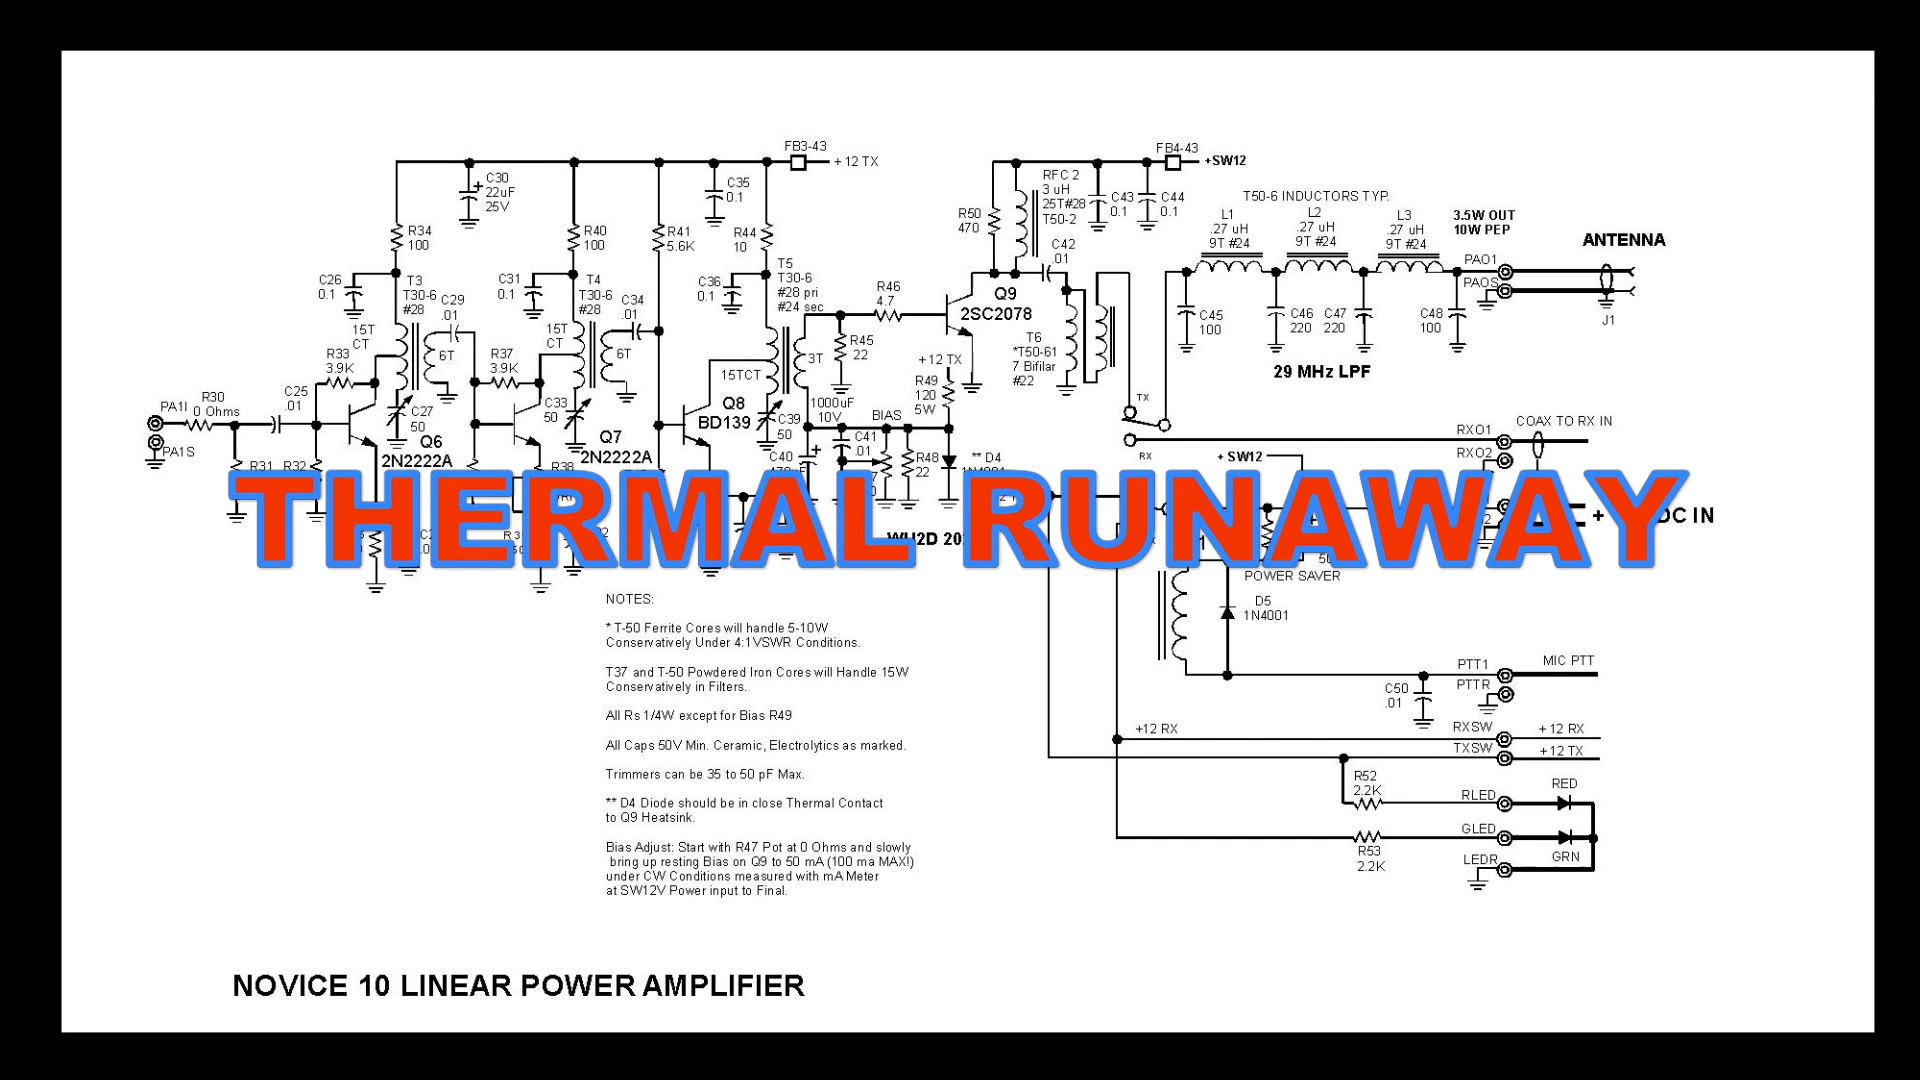 FB3-43
+ 12 TX
FB4-43
+SW12
C30
22uF
25V
C35
0.1
RFC 2
3 uH
25T#28
T50-2
C43
0.1
C44
0.1
T50-6 INDUCTORS TYP.
L1
.27 uH
9T #24
L2
.27 uH
9T #24
L3
.27 uH
9T #24
3.5W OUT
10W PEP
ANTENNA
R34
100
R40
100
R41
5.6K
R44
10
R50
470
C42
.01
PAO1
PAOS
J1
C26
0.1
T3
T30-6
#28
C29
.01
C31
0.1
T4
T30-6
#28
C34
.01
C36
0.1
T5
T30-6
#28 pri
#24 sec
R46
4.7
Q9
2SC2078
C45
100
C46
220
C47
220
C48
100
15T
CT
6T
15T
CT
6T
15TCT
3T
R45
22
T6
*T50-61
7 Bifilar
#22
29 MHz LPF
R33
3.9K
R37
3.9K
+12 TX
R49
120
5W
PA1I
PA1S
R30
0 Ohms
C25
.01
C27
50
Q6
2N2222A
C33
50
Q7
2N2222A
Q8
BD139
C39
50
1000uF
10V
BIAS
C41
.01
C40
R48
22
** D4
TX
RX
RXO1
RXO2
COAX TO RX IN
+ SW12
R31
R32
R38
THERMAL RUNAWAY
WU2D
+
DC IN
POWER SAVER
D5
1N4001
NOTES:
* T-50 Ferrite Cores will handle 5-10W
Conservatively Under 4:1VSWR Conditions.
T37 and T-50 Powdered Iron Cores will Handle 15W
Conservatively in Filters.
All Rs 1/4W except for Bias R49
All Caps 50V Min. Ceramic, Electrolytics as marked.
Trimmers can be 35 to 50 pF Max.
** D4 Diode should be in close Thermal Contact
to Q9 Heatsink.
Bias Adjust: Start with R47 Pot at 0 Ohms and slowly
bring up resting Bias on Q9 to 50 mA (100 ma MAX!)
under CW Conditions measured with mA Meter
at SW12V Power input to Final.
PTT1
PTTR
MIC PTT
C50
.01
+12 RX
RXSW
+ 12 RX
TXSW
+ 12 TX
R52
2.2K
RLED
RED
GLED
R53
2.2K
GRN
LEDR
NOVICE 10 LINEAR POWER AMPLIFIER